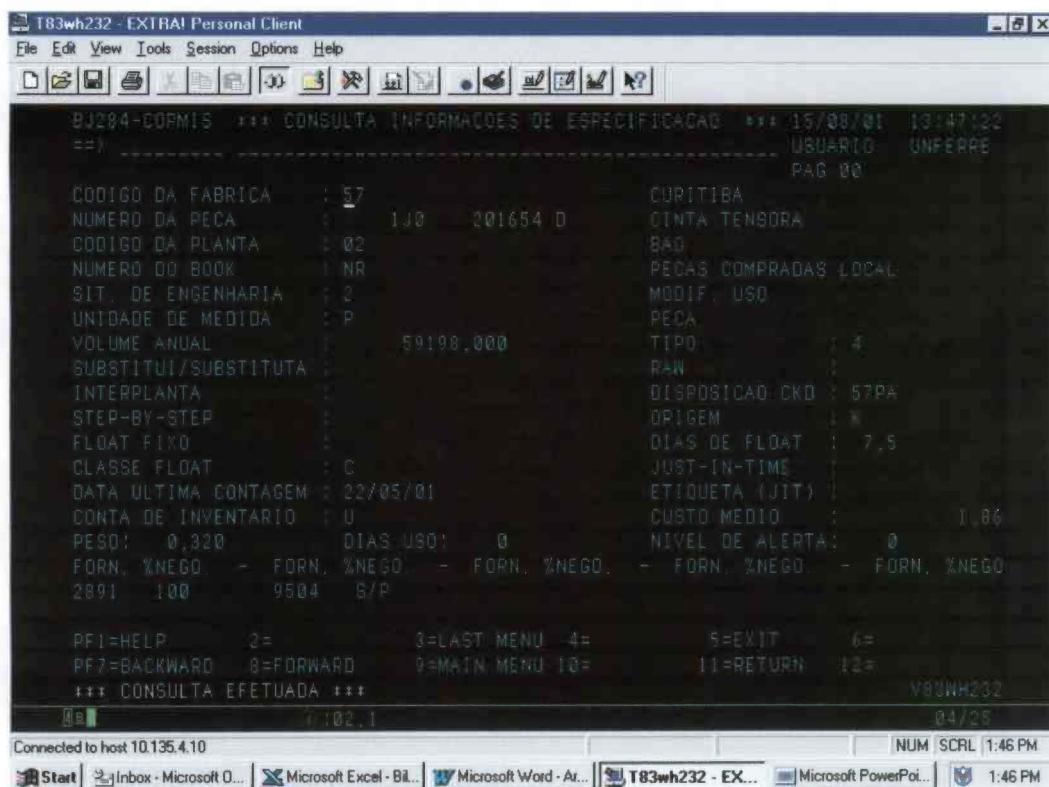 T83wh232 - EXTRA! Personal Client
File Edit View Tools Session Options Help
BJ284-COPMIS *** CONSULTA INFORMACOES DE ESPECIFICACAO *** 15/08/01 13:47:22
==> USUARIO UNFERRE
PAG 00
CODIGO DA FABRICA : 57 CURITIBA
NUMERO DA PECA : 1J0 201654 D CINTA TENSORA
CODIGO DA PLANTA : 02 BAO
NUMERO DO BOOK : NR PECAS COMPRADAS LOCAL
SIT. DE ENGENHARIA : 2 MODIF. USO
UNIDADE DE MEDIDA : P PECA
VOLUME ANUAL : 59198,000 TIPO : 4
SUBSTITUI/SUBSTITUTA : RAW :
INTERPLANTA : DISPOSICAO CKD : 57PA
STEP-BY-STEP : ORIGEM : K
FLOAT FIXO : DIAS DE FLOAT : 7,5
CLASSE FLOAT : C JUST-IN-TIME :
DATA ULTIMA CONTAGEM : 22/05/01 ETIQUETA (JIT) :
CONTA DE INVENTARIO : U CUSTO MEDIO : 1,86
PESO: 0,320 DIAS USO: 0 NIVEL DE ALERTA: 0
FORN. %NEGO. - FORN. %NEGO. - FORN. %NEGO. - FORN. %NEGO. - FORN. %NEGO
2891 100 9504 S/P
PF1=HELP 2= 3=LAST MENU 4= 5=EXIT 6=
PF7=BACKWARD 8=FORWARD 9=MAIN MENU 10= 11=RETURN 12=
*** CONSULTA EFETUADA *** V83WH232
:02.1 04/26
Connected to host 10.135.4.10 NUM SCRL 1:46 PM
Start Inbox - Microsoft O... Microsoft Excel - Bil... Microsoft Word - Ar... T83wh232 - EX... Microsoft PowerPoi... 1:46 PM